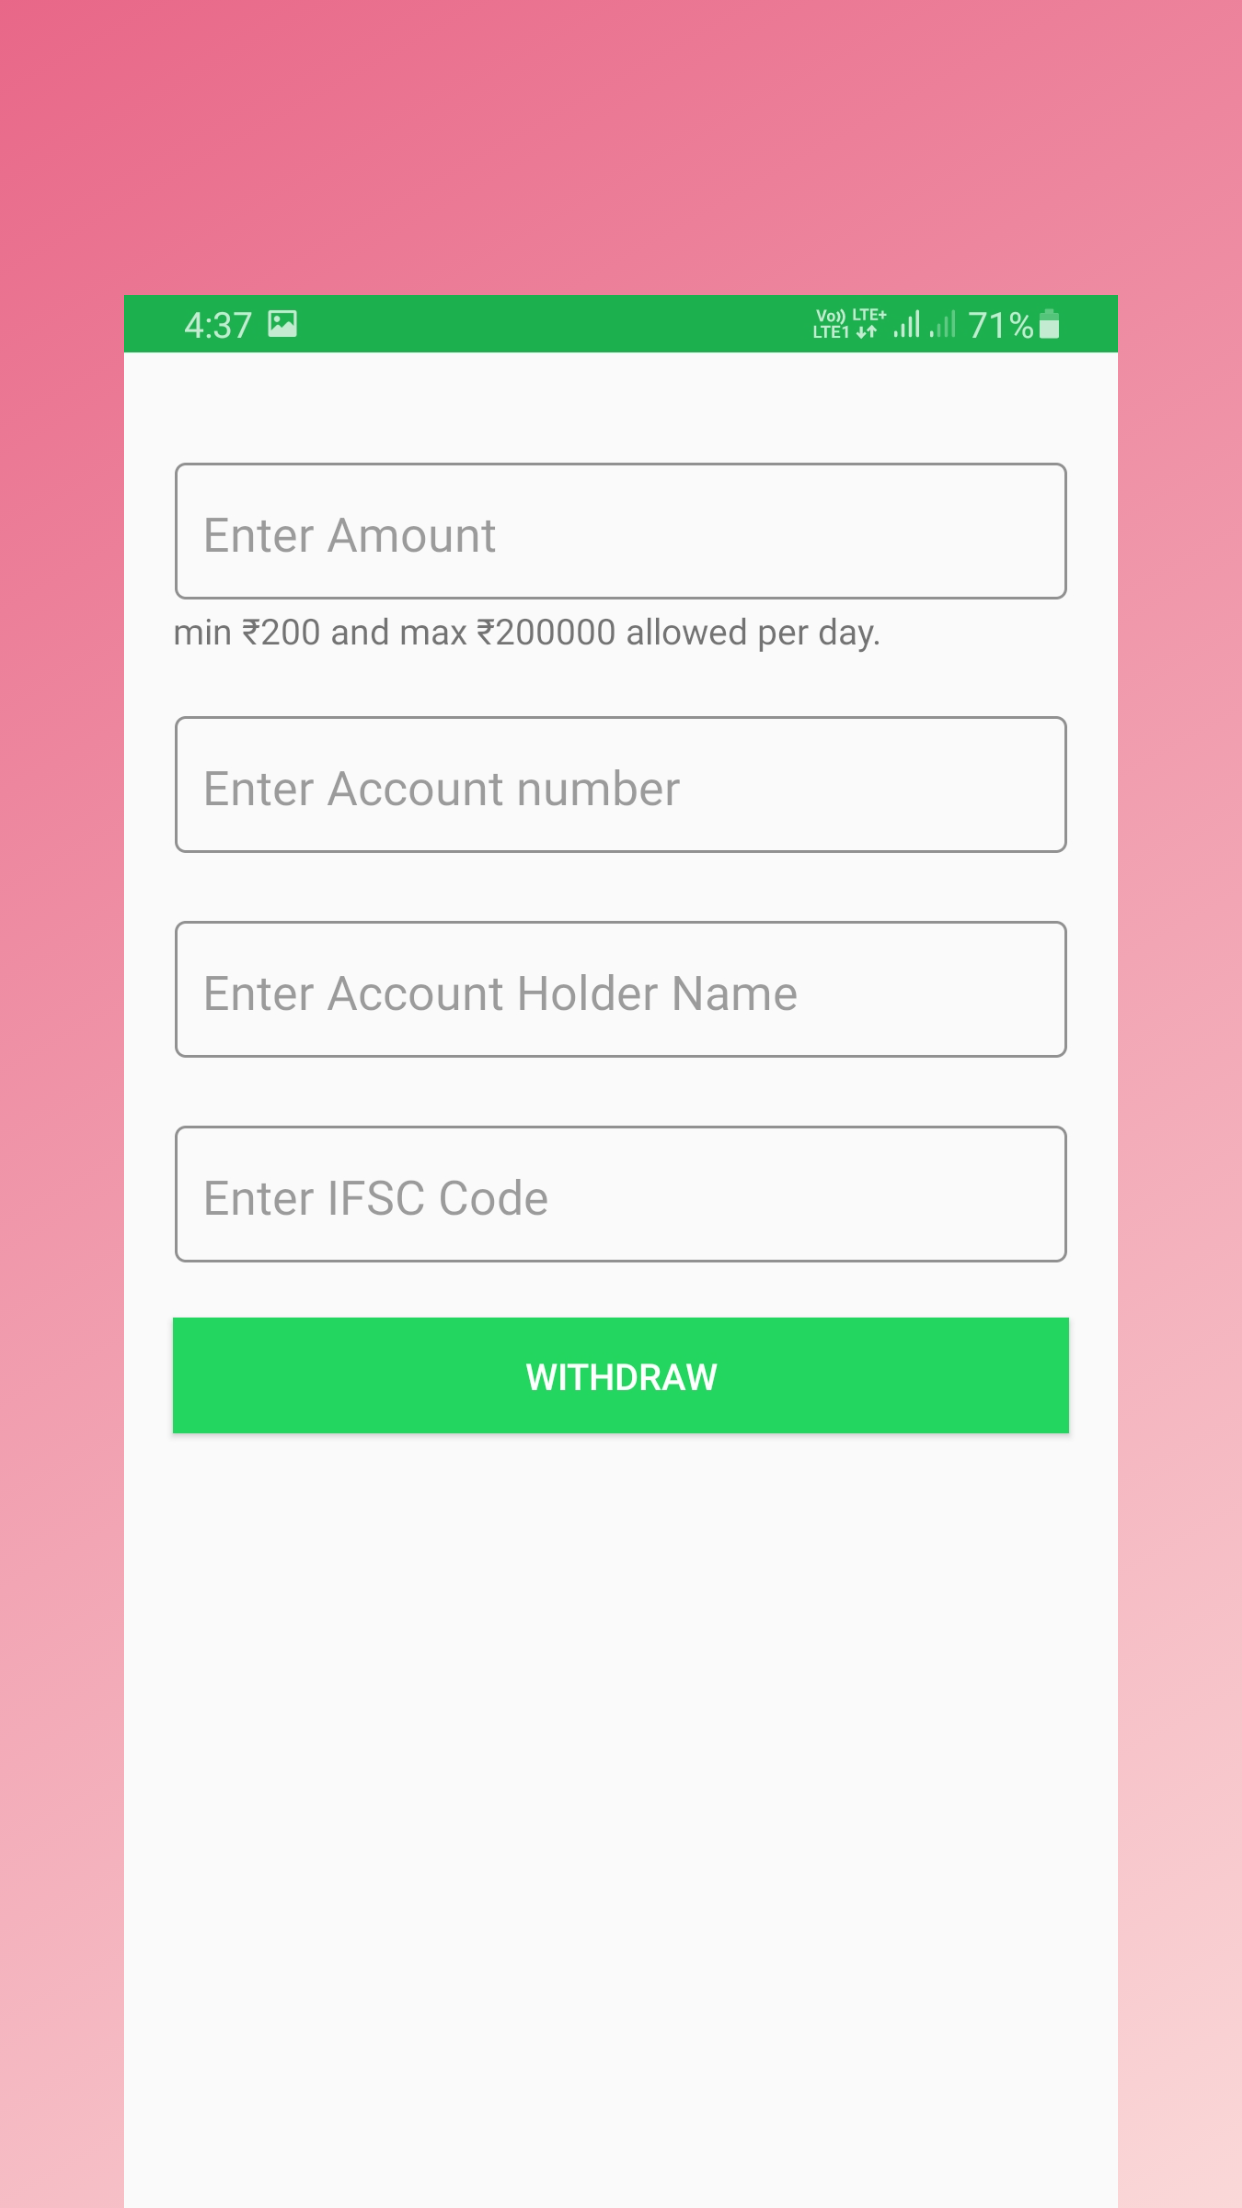 4:37 Vo)) LTE+ 71%
LTE1
Enter Amount
min ₹200 and max ₹200000 allowed per day.
Enter Account number
Enter Account Holder Name
Enter IFSC Code
WITHDRAW